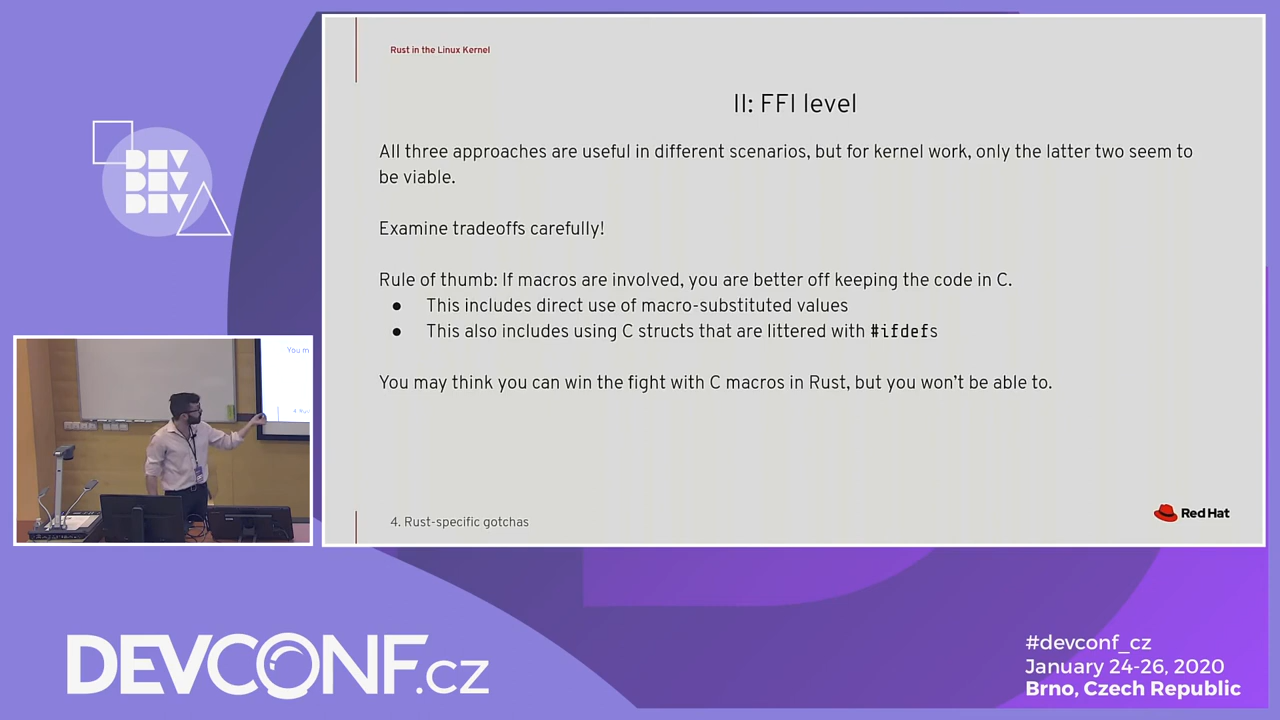 Rust in the Linux Kernel
II: FFI level
All three approaches are useful in different scenarios, but for kernel work, only the latter two seem to
be viable.
Examine tradeoffs carefully!
Rule of thumb: If macros are involved, you are better off keeping the code in C.
● This includes direct use of macro-substituted values
● This also includes using C structs that are littered with #ifdefs
You may think you can win the fight with C macros in Rust, but you won't be able to.
4. Rust-specific gotchas
Red Hat
DEV
DEV
DEV
You m
DEVCONF.cz
#devconf_cz
January 24-26, 2020
Brno, Czech Republic